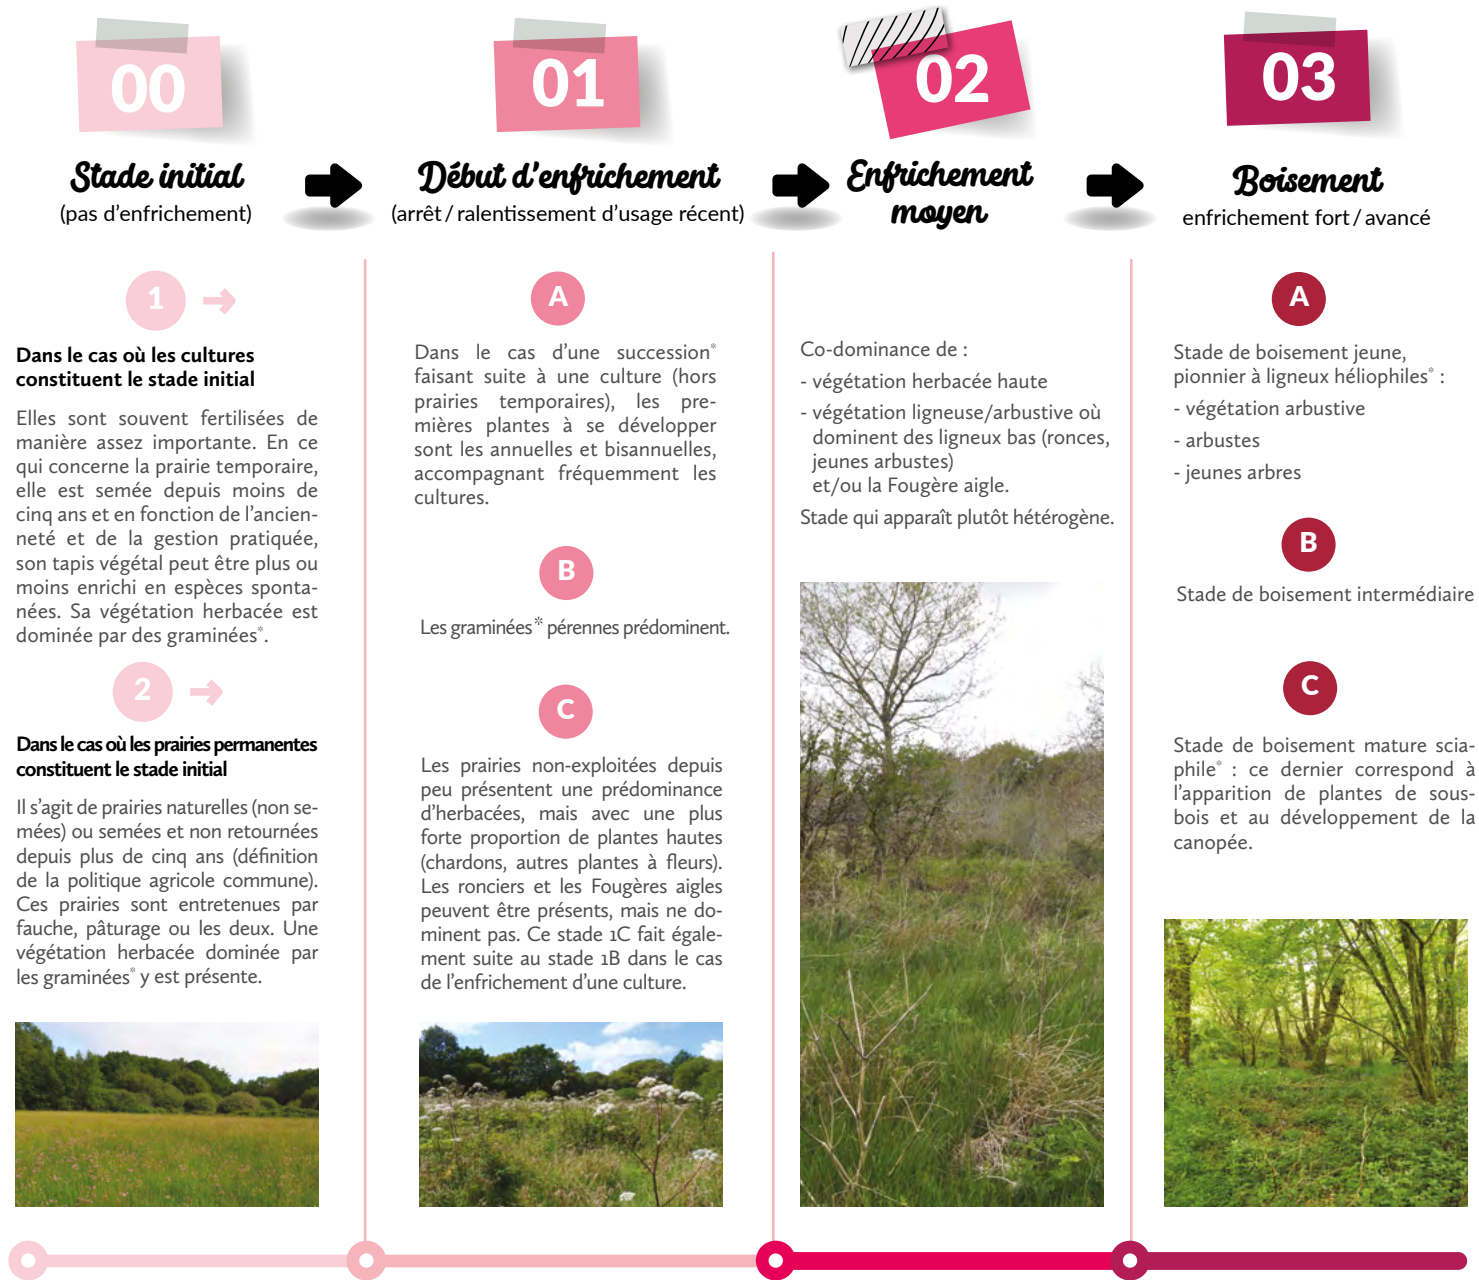 00
Stade initial
(pas d'enfrichement)
1
Dans le cas où les cultures
constituent le stade initial
Elles sont souvent fertilisées de
manière assez importante. En ce
qui concerne la prairie temporaire,
elle est semée depuis moins de
cinq ans et en fonction de l'ancien-
neté et de la gestion pratiquée,
son tapis végétal peut être plus ou
moins enrichi en espèces sponta-
nées. Sa végétation herbacée est
dominée par des graminées*.
2
Dans le cas où les prairies permanentes
constituent le stade initial
Il s'agit de prairies naturelles (non se-
mées) ou semées et non retournées
depuis plus de cinq ans (définition
de la politique agricole commune).
Ces prairies sont entretenues par
fauche, pâturage ou les deux. Une
végétation herbacée dominée par
les graminées* y est présente.
01
Début d'enfrichement
(arrêt / ralentissement d'usage récent)
A
Dans le cas d'une succession*
faisant suite à une culture (hors
prairies temporaires), les pre-
mières plantes à se développer
sont les annuelles et bisannuelles,
accompagnant fréquemment les
cultures.
B
Les graminées* pérennes prédominent.
C
Les prairies non-exploitées depuis
peu présentent une prédominance
d'herbacées, mais avec une plus
forte proportion de plantes hautes
(chardons, autres plantes à fleurs).
Les ronciers et les Fougères aigles
peuvent être présents, mais ne do-
minent pas. Ce stade 1C fait égale-
ment suite au stade 1B dans le cas
de l'enfrichement d'une culture.
02
Enfrichement
moyen
Co-dominance de :
- végétation herbacée haute
- végétation ligneuse/arbustive où
dominent des ligneux bas (ronces,
jeunes arbustes)
et/ou la Fougère aigle.
Stade qui apparaît plutôt hétérogène.
03
Boisement
enfrichement fort / avancé
A
Stade de boisement jeune,
pionnier à ligneux héliophiles* :
- végétation arbustive
- arbustes
- jeunes arbres
B
Stade de boisement intermédiaire
C
Stade de boisement mature scia-
phile* : ce dernier correspond à
l'apparition de plantes de sous-
bois et au développement de la
canopée.